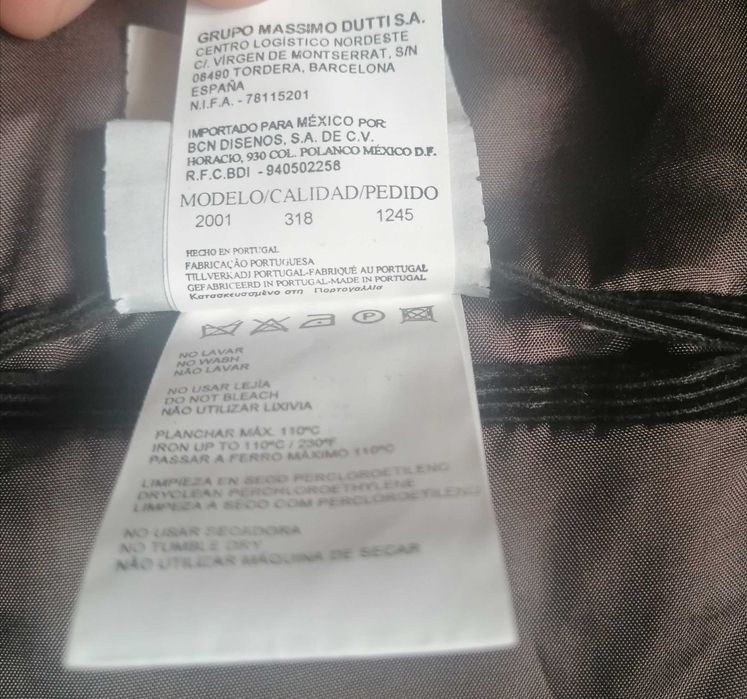 GRUPO MASSIMO DUTTI S.A.
CENTRO LOGÍSTICO NORDESTE
C/. VIRGEN DE MONTSERRAT, S/N
08490 TORDERA, BARCELONA
ESPAÑA
N.I.F.A. - 78115201
IMPORTADO PARA MÉXICO POR:
BCN DISENOS, S.A. DE C.V.
HORACIO, 930 COL. POLANCO MÉXICO D.F.
R.F.C.BDI - 940502258
MODELO/CALIDAD/PEDIDO
2001 318 1245
HECHO EN PORTUGAL
FABRICAÇÃO PORTUGUESA
TILLVERKAD I PORTUGAL-FABRIQUÉ AU PORTUGAL
GEFABRICEERD IN PORTUGAL-MADE IN PORTUGAL
Κατασκευασμένο στη Πορτογαλλία
P
NO LAVAR
NO WASH
NÃO LAVAR
NO USAR LEJÍA
DO NOT BLEACH
NÃO UTILIZAR LIXIVIA
PLANCHAR MÁX. 110ºC
IRON UP TO 110ºC / 230ºF
PASSAR A FERRO MÁXIMO 110ºC
LIMPIEZA EN SECO PERCLOROETILENO
DRYCLEAN PERCHLOROETHYLENE
LIMPEZA A SECO COM PERCLOROETILENO
NO USAR SECADORA
NO TUMBLE DRY
NÃO UTILIZAR MÁQUINA DE SECAR